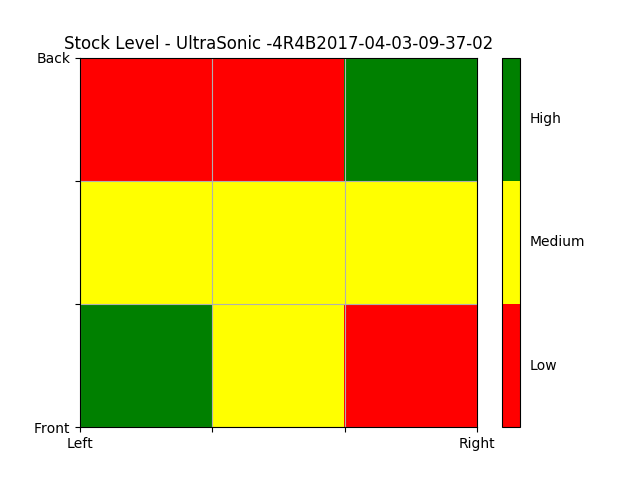 Stock Level - UltraSonic -4R4B2017-04-03-09-37-02
Back
High
Medium
Low
Front
Left
Right